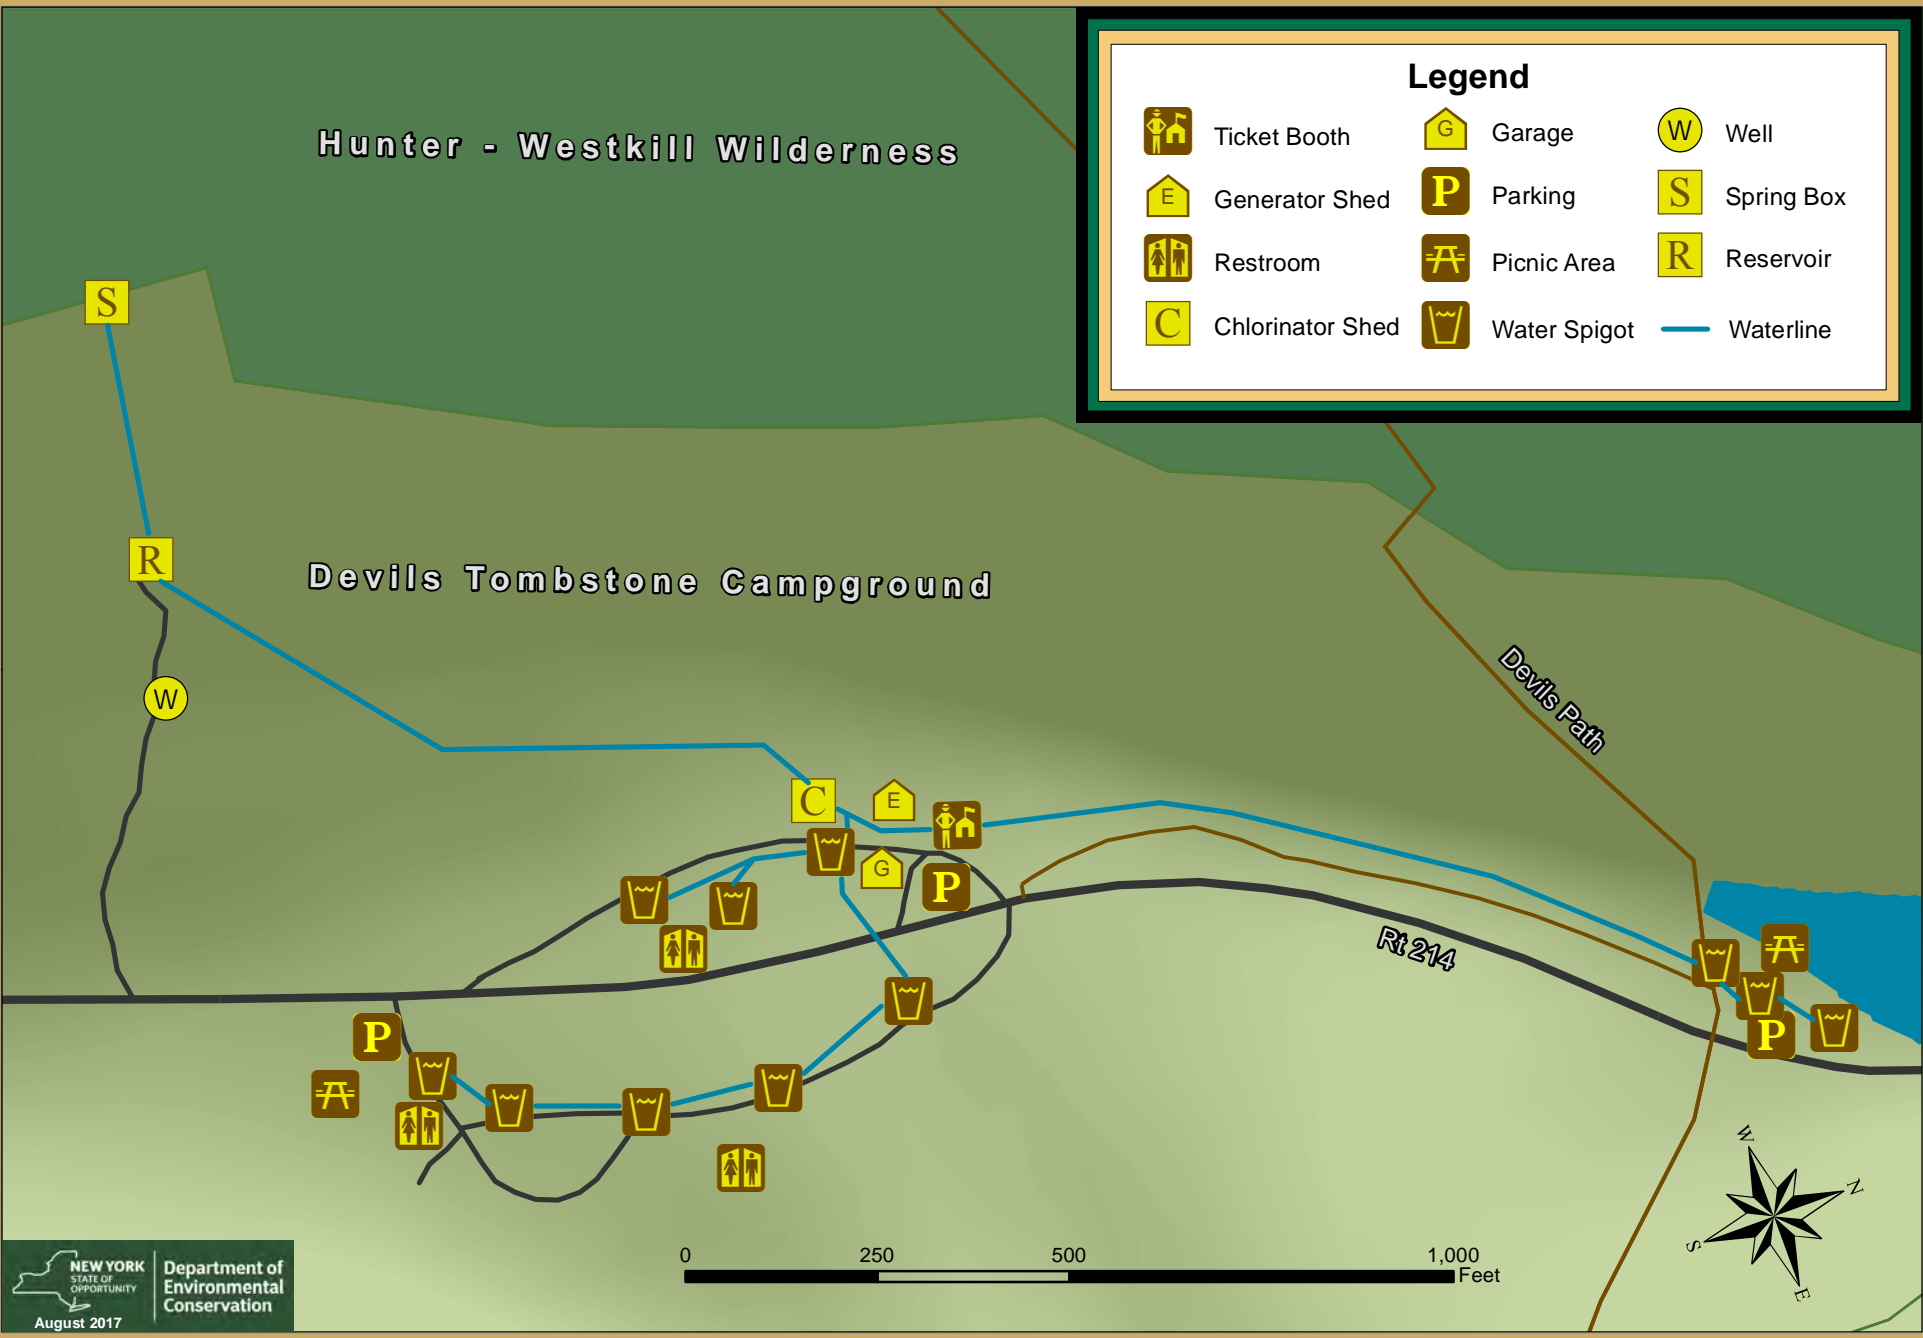 Legend
Ticket Booth
G
Garage
W
Well
E
Generator Shed
P
Parking
S
Spring Box
Restroom
Picnic Area
R
Reservoir
C
Chlorinator Shed
Water Spigot
Waterline
Hunter - Westkill Wilderness
S
R
Devils Tombstone Campground
W
Devils Path
C
E
G
P
Rt 214
P
P
W
N
S
E
0 250 500 1,000
Feet
NEW YORK
STATE OF
OPPORTUNITY
Department of
Environmental
Conservation
August 2017